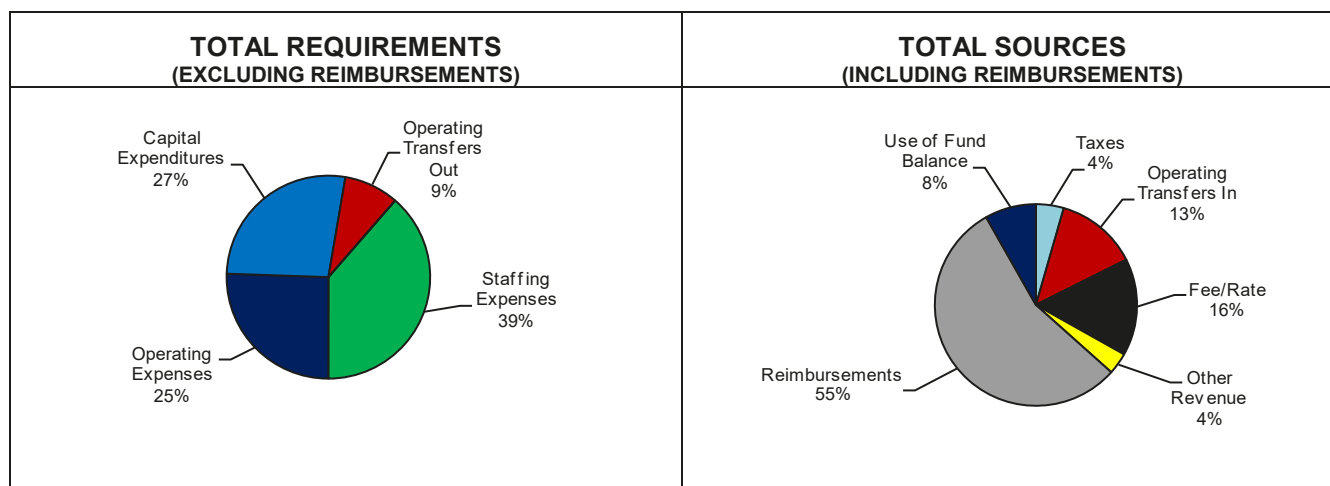 TOTAL REQUIREMENTS
(EXCLUDING REIMBURSEMENTS)
Capital
Expenditures
27%
Operating
Transfers
Out
9%
Staffing
Expenses
39%
Operating
Expenses
25%
TOTAL SOURCES
(INCLUDING REIMBURSEMENTS)
Use of Fund
Balance
8%
Taxes
4%
Operating
Transfers In
13%
Fee/Rate
16%
Reimbursements
55%
Other
Revenue
4%